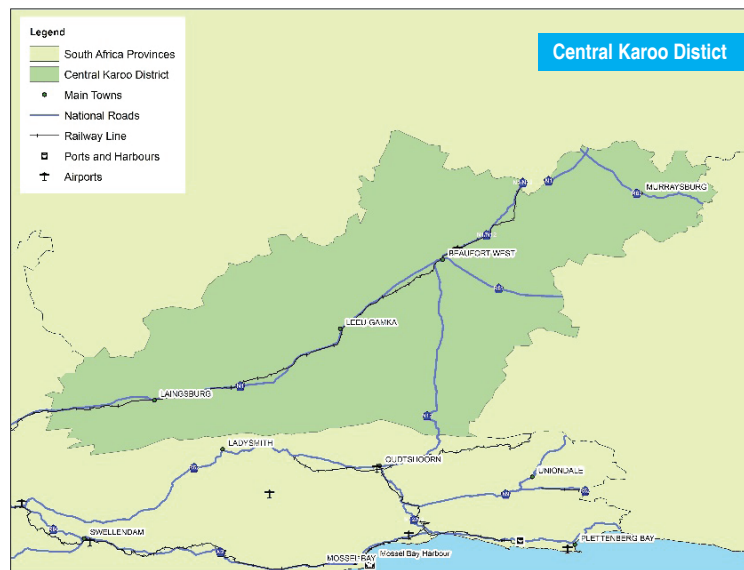 Legend
South Africa Provinces
Central Karoo District
Main Towns
National Roads
Railway Line
Ports and Harbours
Airports
Central Karoo Distict
MURRAYSBURG
BEAUFORT WEST
LEEU GAMKA
LAINGSBURG
LADYSMITH
OUDTSHOORN
UNIONDALE
SWELLENDAM
PLETTENBERG BAY
MOSSEL BAY
Mossel Bay Harbour